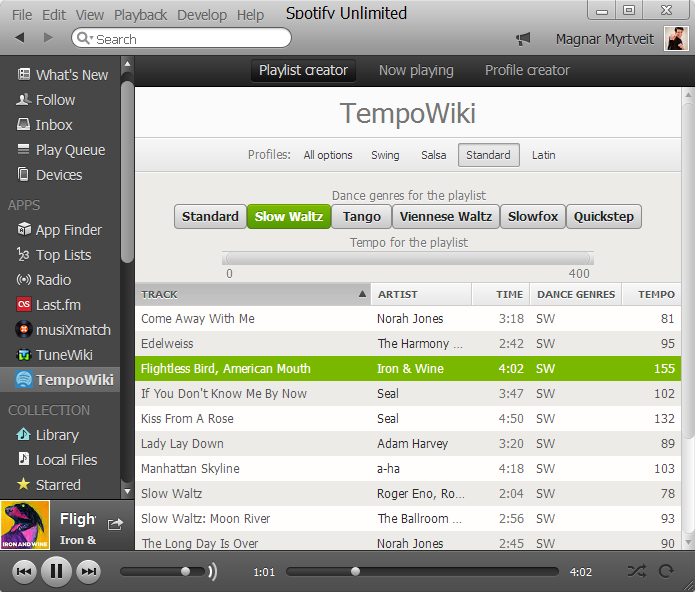 File Edit View Playback Develop Help Spotify Unlimited
Search
Magnar Myrtveit
What's New
Follow
Inbox
Play Queue
Devices
APPS
App Finder
Top Lists
Radio
Last.fm
musiXmatch
TuneWiki
TempoWiki
COLLECTION
Library
Local Files
Starred
Fligh
Iron &
IRON AND WINE
Playlist creator Now playing Profile creator
TempoWiki
Profiles: All options Swing Salsa Standard Latin
Dance genres for the playlist
Standard Slow Waltz Tango Viennese Waltz Slowfox Quickstep
Tempo for the playlist
0 400
TRACK ARTIST TIME DANCE GENRES TEMPO
Come Away With Me Norah Jones 3:18 SW 81
Edelweiss The Harmony ... 2:42 SW 95
Flightless Bird, American Mouth Iron & Wine 4:02 SW 155
If You Don't Know Me By Now Seal 3:47 SW 102
Kiss From A Rose Seal 4:50 SW 132
Lady Lay Down Adam Harvey 3:20 SW 89
Manhattan Skyline a-ha 4:18 SW 103
Slow Waltz Roger Eno, Ro... 2:04 SW 78
Slow Waltz: Moon River The Ballroom ... 2:56 SW 93
The Long Day Is Over Norah Jones 2:45 SW 90
1:01 4:02